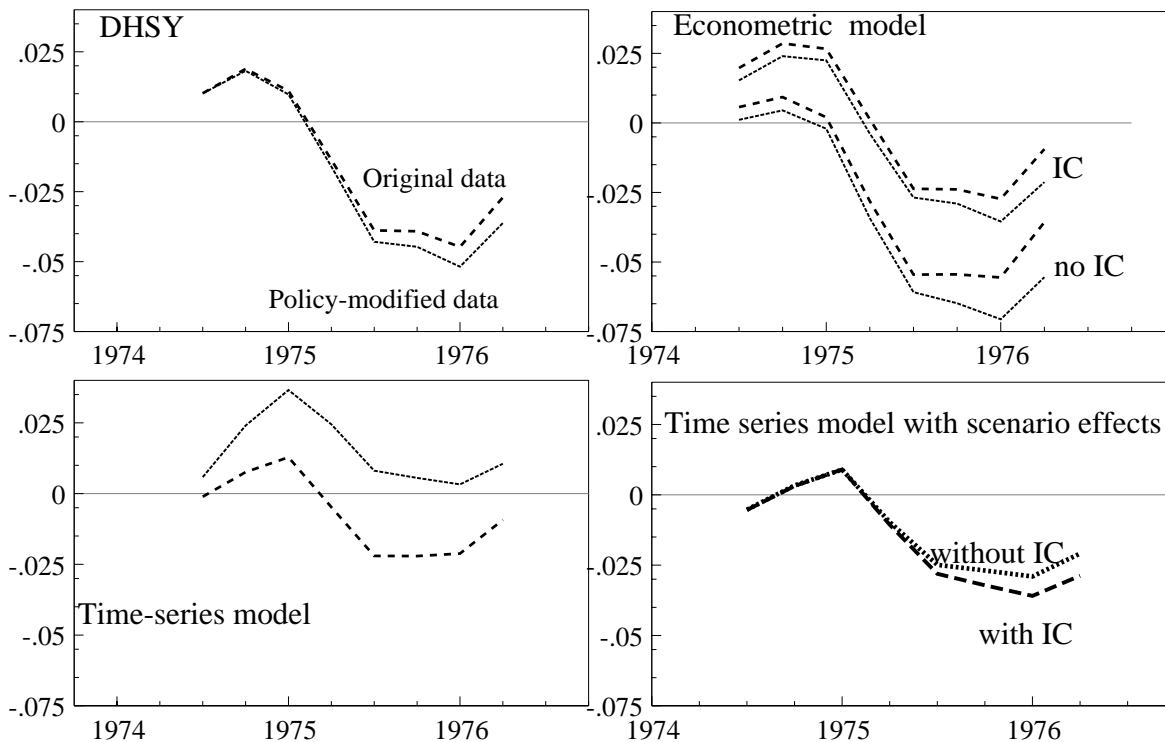 DHSY
.025
0
-.025
-.05
-.075
Original data
Policy-modified data
1974 1975 1976
Econometric model
.025
0
-.025
-.05
-.075
IC
no IC
1974 1975 1976
.025
0
-.025
-.05
-.075
Time-series model
1974 1975 1976
Time series model with scenario effects
.025
0
-.025
-.05
-.075
without IC
with IC
1974 1975 1976